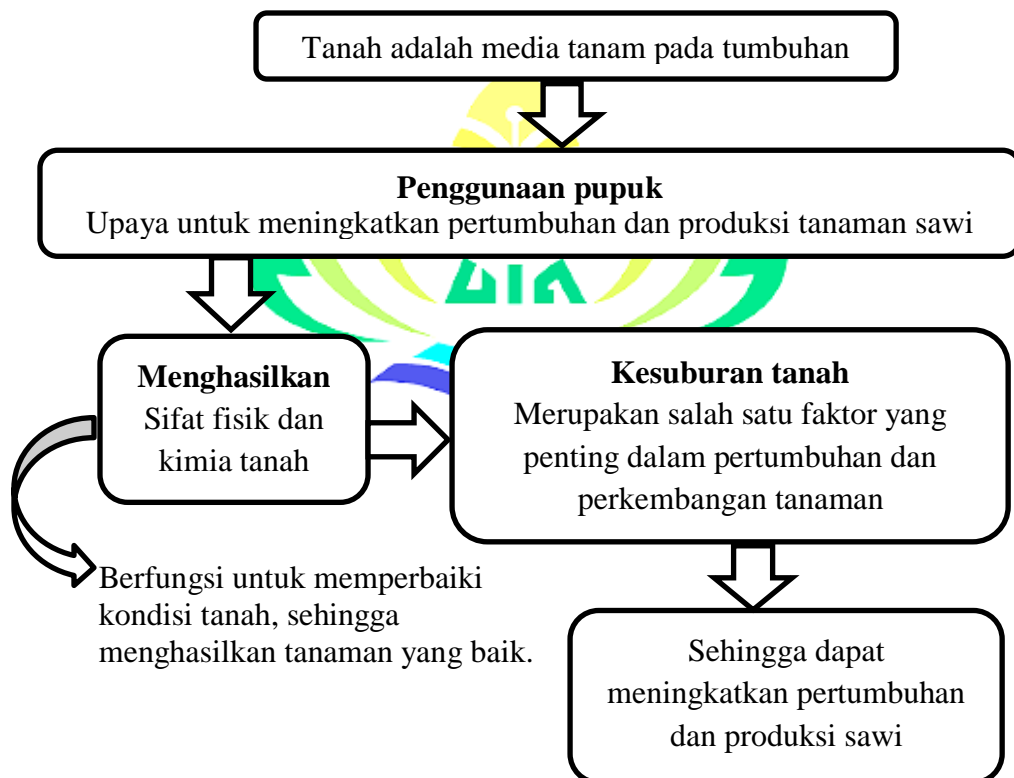 Tanah adalah media tanam pada tumbuhan
Penggunaan pupuk
Upaya untuk meningkatkan pertumbuhan dan produksi tanaman sawi
Menghasilkan
Sifat fisik dan
kimia tanah
Kesuburan tanah
Merupakan salah satu faktor yang
penting dalam pertumbuhan dan
perkembangan tanaman
Berfungsi untuk memperbaiki
kondisi tanah, sehingga
menghasilkan tanaman yang baik.
Sehingga dapat
meningkatkan pertumbuhan
dan produksi sawi